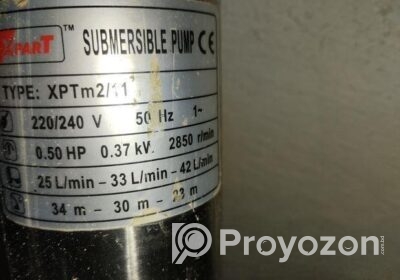 XPART™ SUBMERSIBLE PUMP CE
TYPE: XPTm2/11
220/240 V 50 Hz 1~
0.50 HP 0.37 kW 2850 r/min
25 L/min – 33 L/min – 42 L/min
34 m – 30 m – 23 m
Proyozon